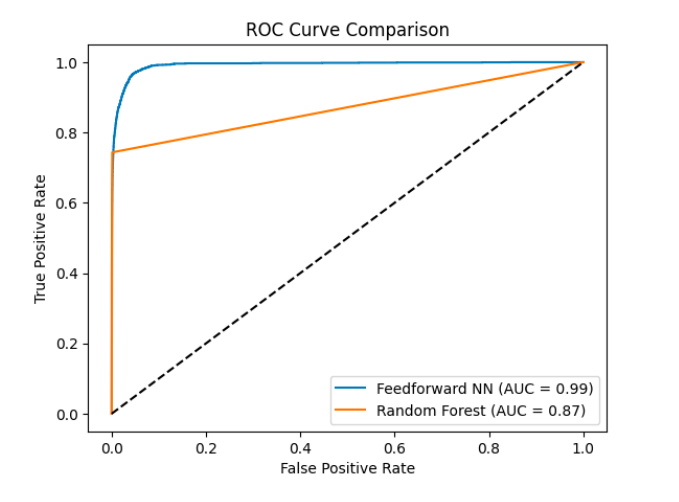 ROC Curve Comparison
True Positive Rate
1.0
0.8
0.6
0.4
0.2
0.0
Feedforward NN (AUC = 0.99)
Random Forest (AUC = 0.87)
0.0 0.2 0.4 0.6 0.8 1.0
False Positive Rate